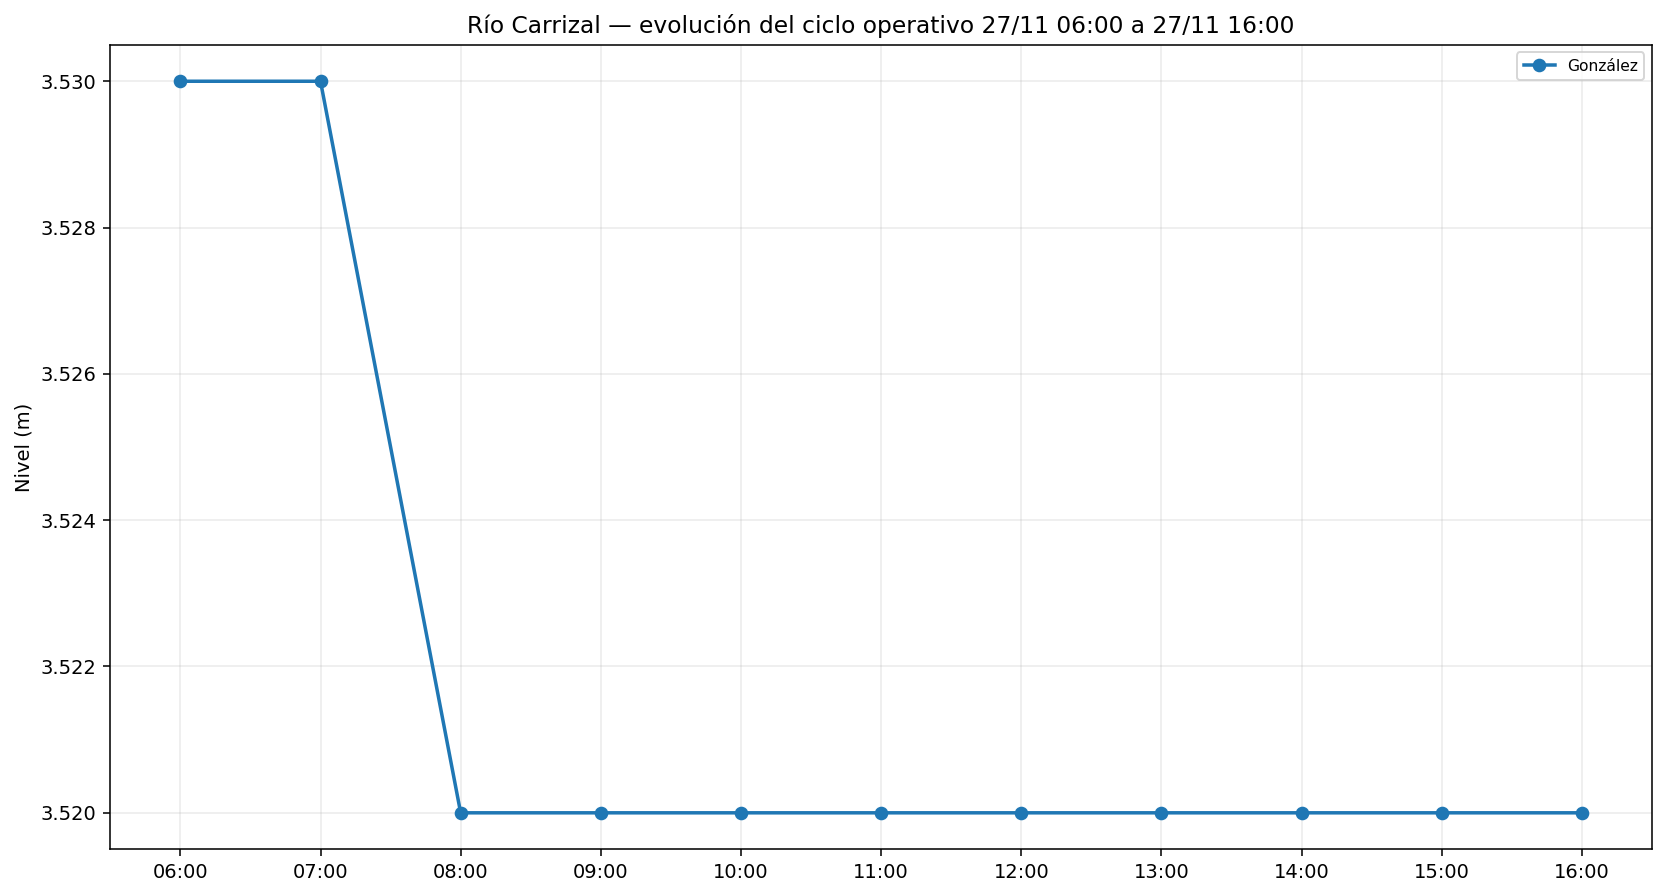 Río Carrizal — evolución del ciclo operativo 27/11 06:00 a 27/11 16:00
González
3.530
3.528
3.526
3.524
3.522
3.520
Nivel (m)
06:00 07:00 08:00 09:00 10:00 11:00 12:00 13:00 14:00 15:00 16:00